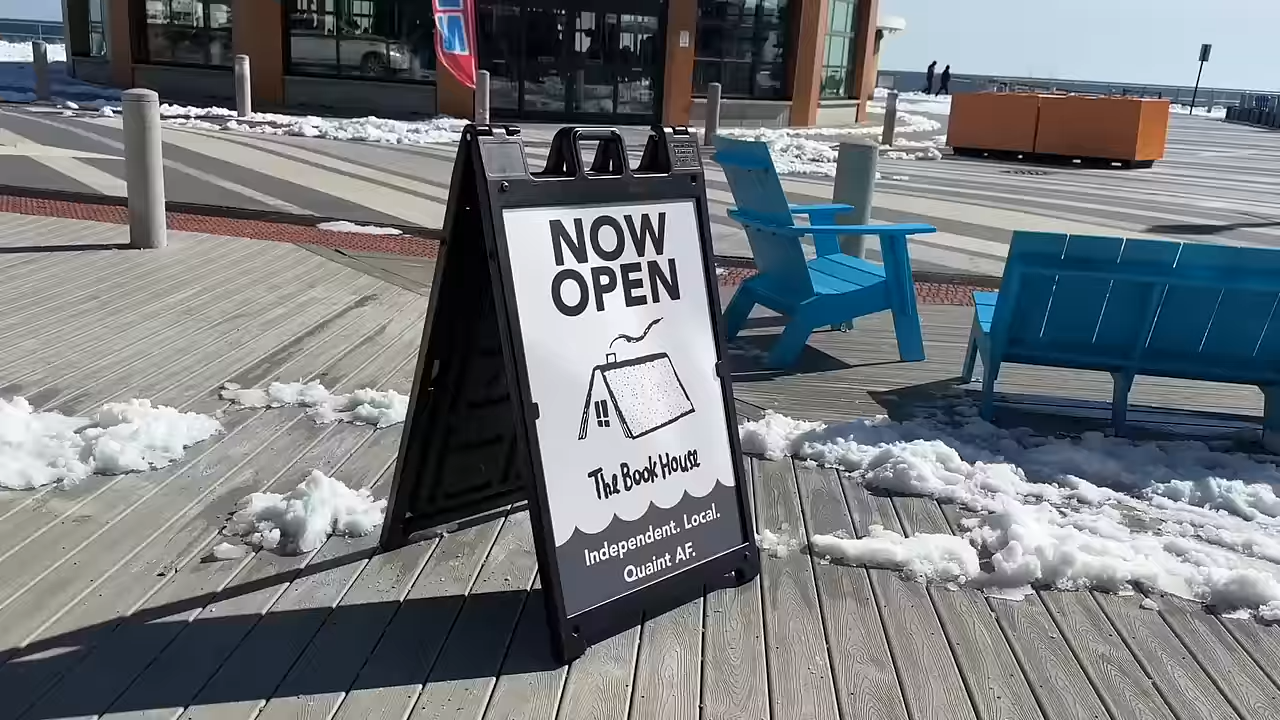 NOW
OPEN
The Book House
Independent. Local.
Quaint AF.